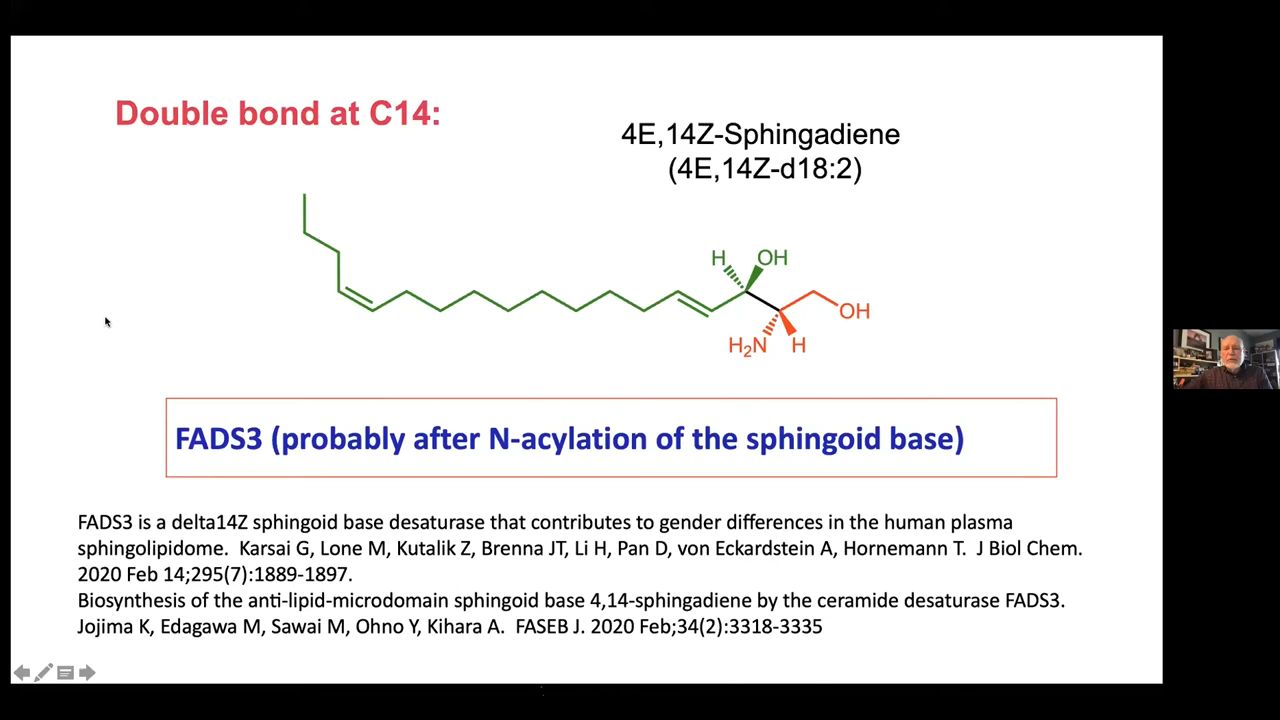 Double bond at C14:
4E,14Z-Sphingadiene
(4E,14Z-d18:2)
H
OH
OH
H₂N
H
FADS3 (probably after N-acylation of the sphingoid base)
FADS3 is a delta14Z sphingoid base desaturase that contributes to gender differences in the human plasma
sphingolipidome.  Karsai G, Lone M, Kutalik Z, Brenna JT, Li H, Pan D, von Eckardstein A, Hornemann T.  J Biol Chem.
2020 Feb 14;295(7):1889-1897.
Biosynthesis of the anti-lipid-microdomain sphingoid base 4,14-sphingadiene by the ceramide desaturase FADS3.
Jojima K, Edagawa M, Sawai M, Ohno Y, Kihara A.  FASEB J. 2020 Feb;34(2):3318-3335